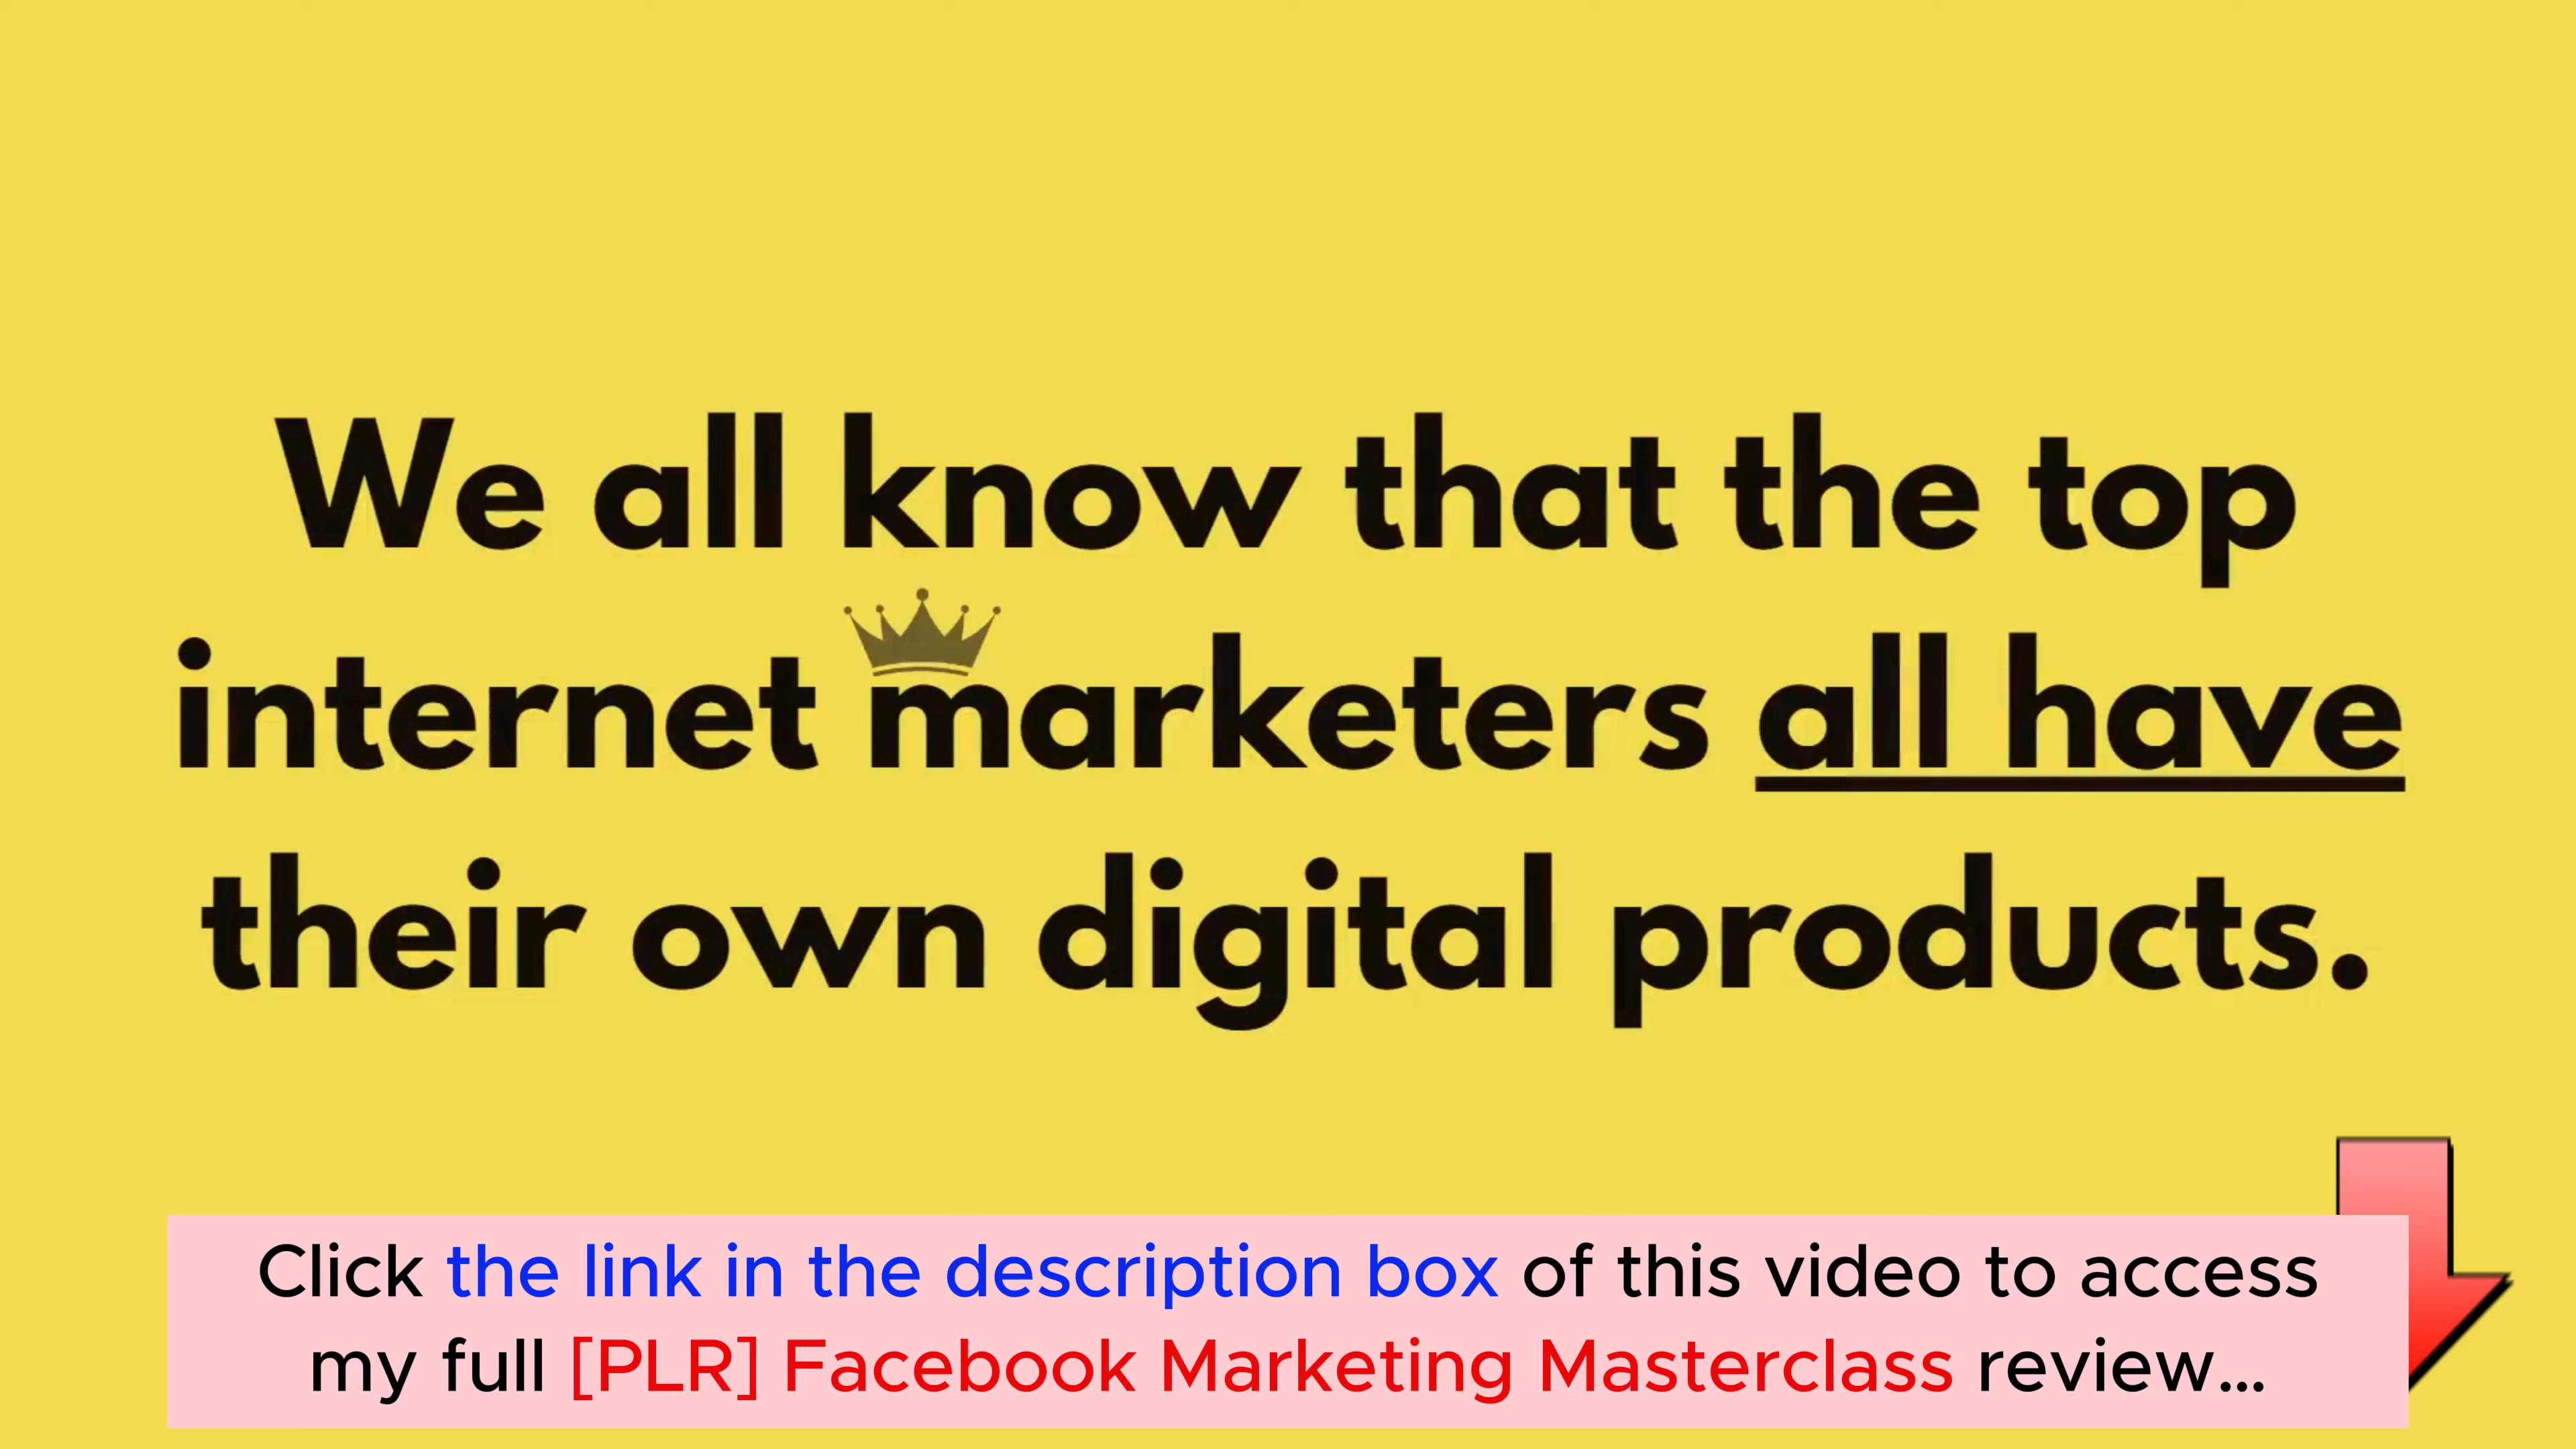 We all know that the top
internet marketers all have
their own digital products.
Click the link in the description box of this video to access
my full [PLR] Facebook Marketing Masterclass review...